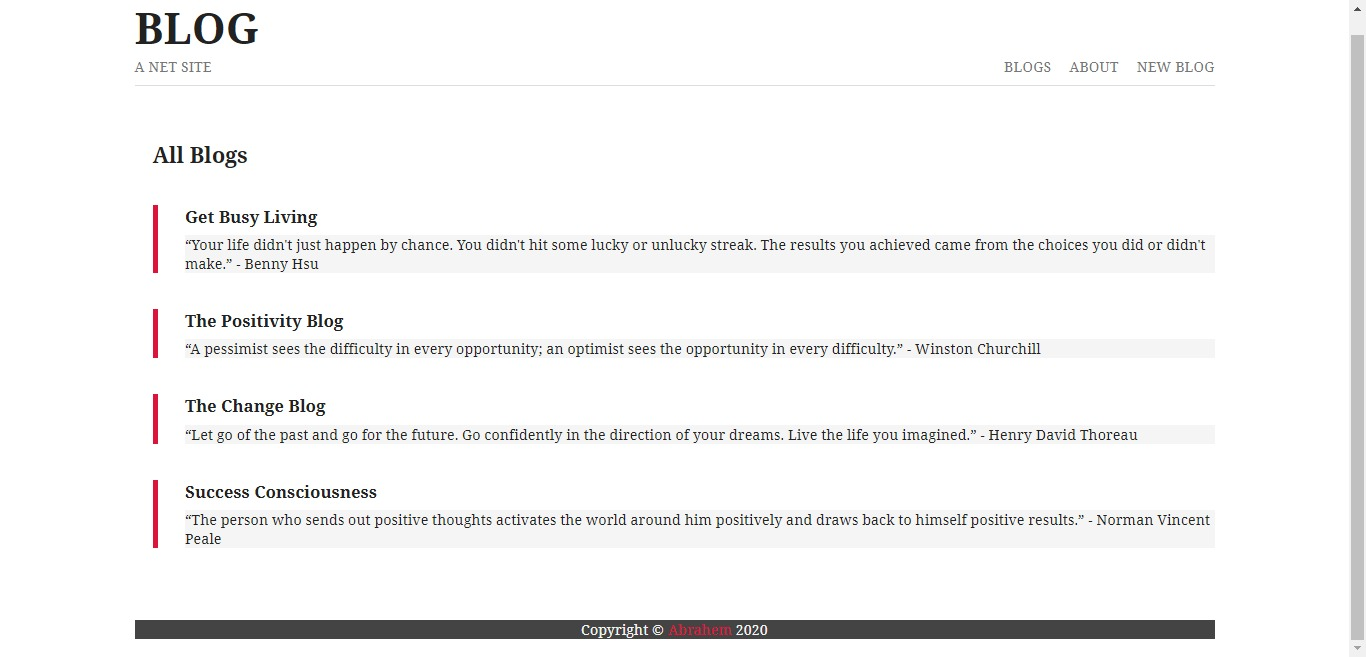 BLOG
A NET SITE
BLOGS ABOUT NEW BLOG
All Blogs
Get Busy Living
“Your life didn't just happen by chance. You didn't hit some lucky or unlucky streak. The results you achieved came from the choices you did or didn't
make.” - Benny Hsu
The Positivity Blog
“A pessimist sees the difficulty in every opportunity; an optimist sees the opportunity in every difficulty.” - Winston Churchill
The Change Blog
“Let go of the past and go for the future. Go confidently in the direction of your dreams. Live the life you imagined.” - Henry David Thoreau
Success Consciousness
“The person who sends out positive thoughts activates the world around him positively and draws back to himself positive results.” - Norman Vincent
Peale
Copyright © Abrahem 2020